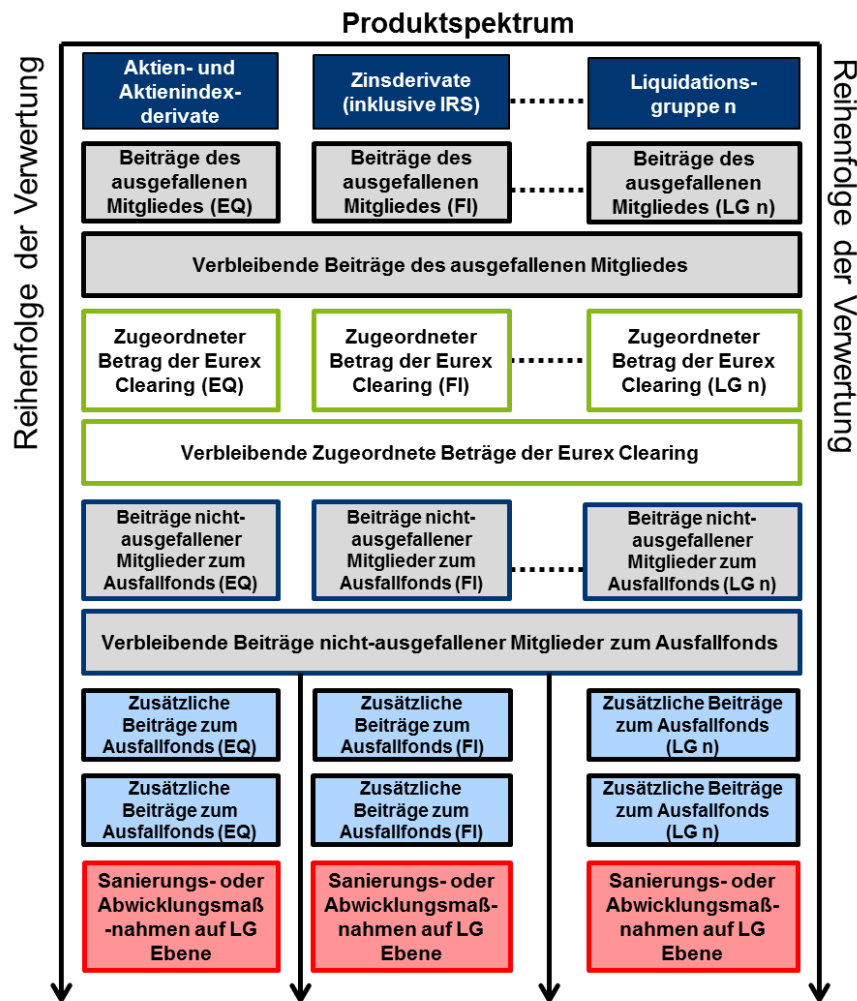 Produktspektrum
Reihenfolge der Verwertung
Reihenfolge der Verwertung
Aktien- und
Aktienindex-
derivate
Zinsderivate
(inklusive IRS)
Liquidations-
gruppe n
Beiträge des
ausgefallenen
Mitgliedes (EQ)
Beiträge des
ausgefallenen
Mitgliedes (FI)
Beiträge des
ausgefallenen
Mitgliedes (LG n)
Verbleibende Beiträge des ausgefallenen Mitgliedes
Zugeordneter
Betrag der Eurex
Clearing (EQ)
Zugeordneter
Betrag der Eurex
Clearing (FI)
Zugeordneter
Betrag der Eurex
Clearing (LG n)
Verbleibende Zugeordnete Beträge der Eurex Clearing
Beiträge nicht-
ausgefallener
Mitglieder zum
Ausfallfonds (EQ)
Beiträge nicht-
ausgefallener
Mitglieder zum
Ausfallfonds (FI)
Beiträge nicht-
ausgefallener
Mitglieder zum
Ausfallfonds (LG n)
Verbleibende Beiträge nicht-ausgefallener Mitglieder zum Ausfallfonds
Zusätzliche
Beiträge zum
Ausfallfonds (EQ)
Zusätzliche
Beiträge zum
Ausfallfonds (FI)
Zusätzliche Beiträge
zum Ausfallfonds
(LG n)
Zusätzliche
Beiträge zum
Ausfallfonds (EQ)
Zusätzliche
Beiträge zum
Ausfallfonds (FI)
Zusätzliche Beiträge
zum Ausfallfonds
(LG n)
Sanierungs- oder
Abwicklungsmaß
-nahmen auf LG
Ebene
Sanierungs- oder
Abwicklungsmaß-
nahmen auf LG
Ebene
Sanierungs- oder
Abwicklungsmaß-
nahmen auf LG
Ebene